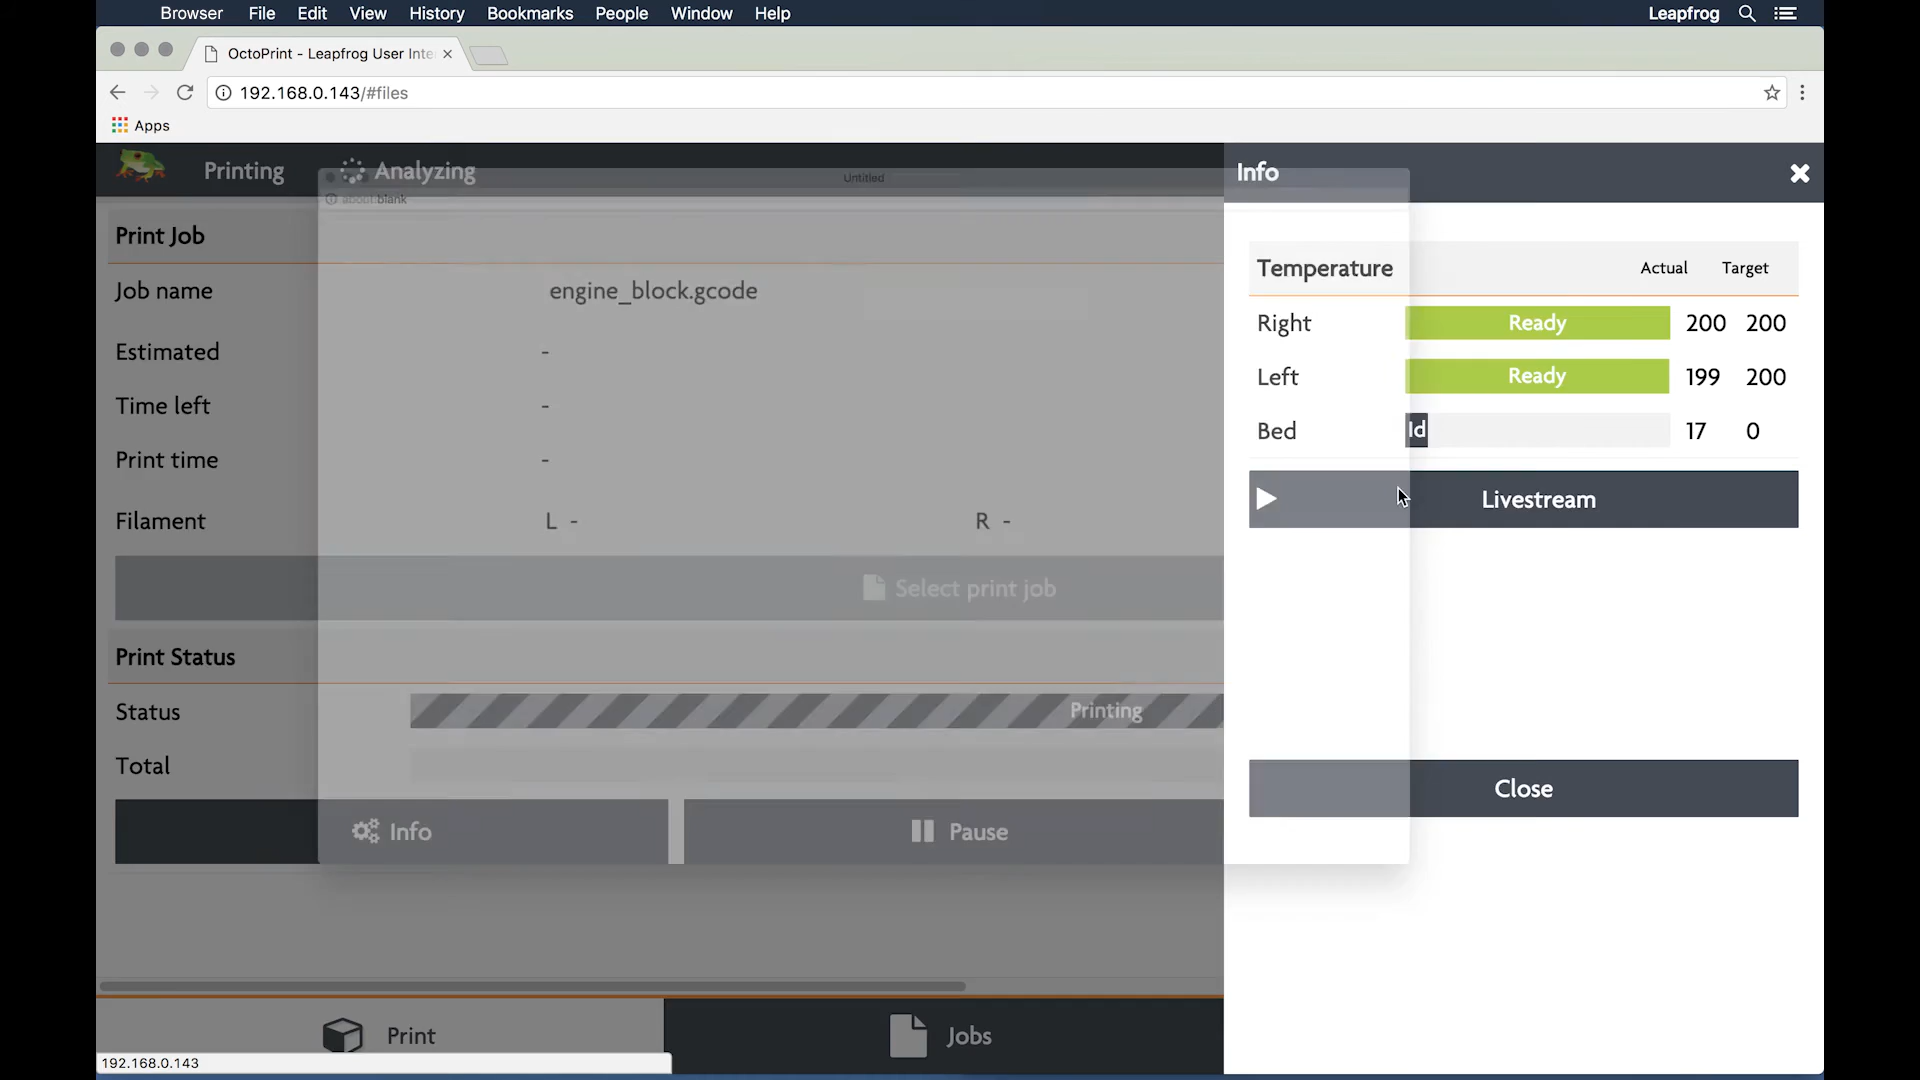 Browser File Edit View History Bookmarks People Window Help Leapfrog
OctoPrint - Leapfrog User Inte
192.168.0.143/#files
Apps
Printing Analyzing
Untitled
about:blank
Info
Print Job
Job name engine_block.gcode
Estimated -
Time left -
Print time -
Filament L - R -
Select print job
Print Status
Status Printing
Total
Info Pause
Print Jobs
192.168.0.143
Temperature Actual Target
Right Ready 200 200
Left Ready 199 200
Bed Id 17 0
Livestream
Close